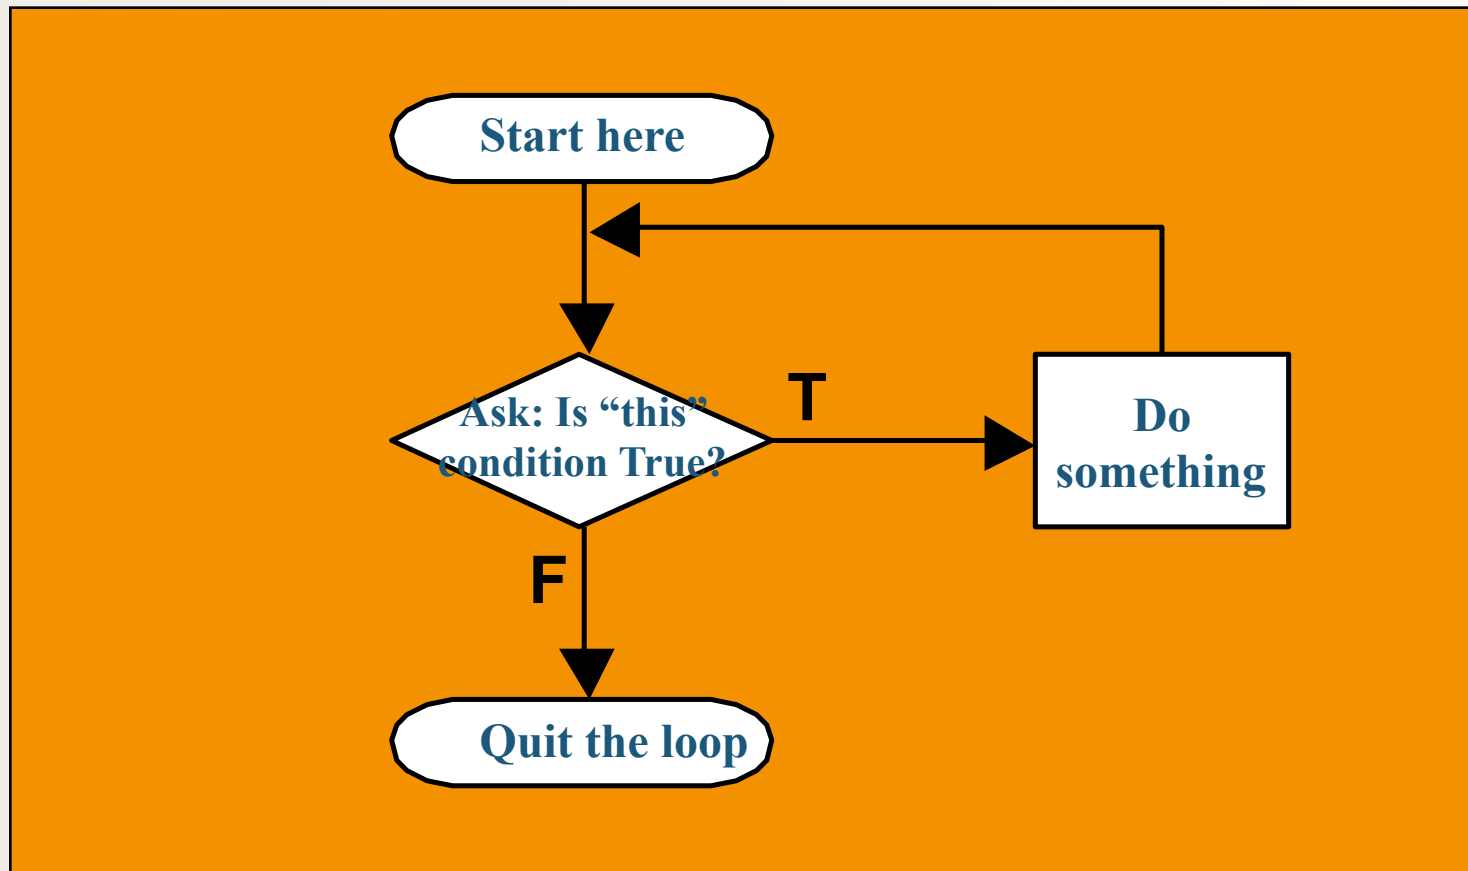 Start here
Ask: Is “this”
condition True?
T
Do
something
F
Quit the loop